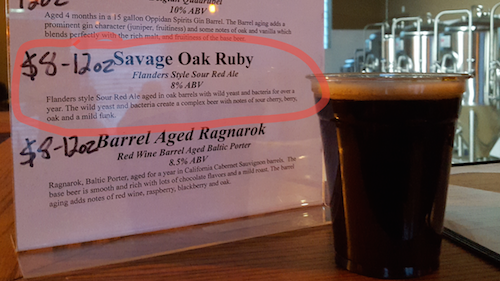 12oz
Belgian Quadrupel
10% ABV
Aged 4 months in a 15 gallon Oppidan Spirits Gin Barrel. The Barrel aging adds a
prominent gin character (juniper, fruitiness) and some notes of oak and vanilla which
blends perfectly with the rich malt, and fruitiness of the base beer.
$8-12oz Savage Oak Ruby
Flanders Style Sour Red Ale
8% ABV
Flanders style Sour Red Ale aged in oak barrels with wild yeast and bacteria for over a
year. The wild yeast and bacteria create a complex beer with notes of sour cherry, berry,
oak and a mild funk.
$8-12oz Barrel Aged Ragnarok
Red Wine Barrel Aged Baltic Porter
8.5% ABV
Ragnarok, Baltic Porter, aged for a year in California Cabernet Sauvignon barrels. The
base beer is smooth and rich with lots of chocolate flavors and a mild roast. The barrel
aging adds notes of red wine, raspberry, blackberry and oak.